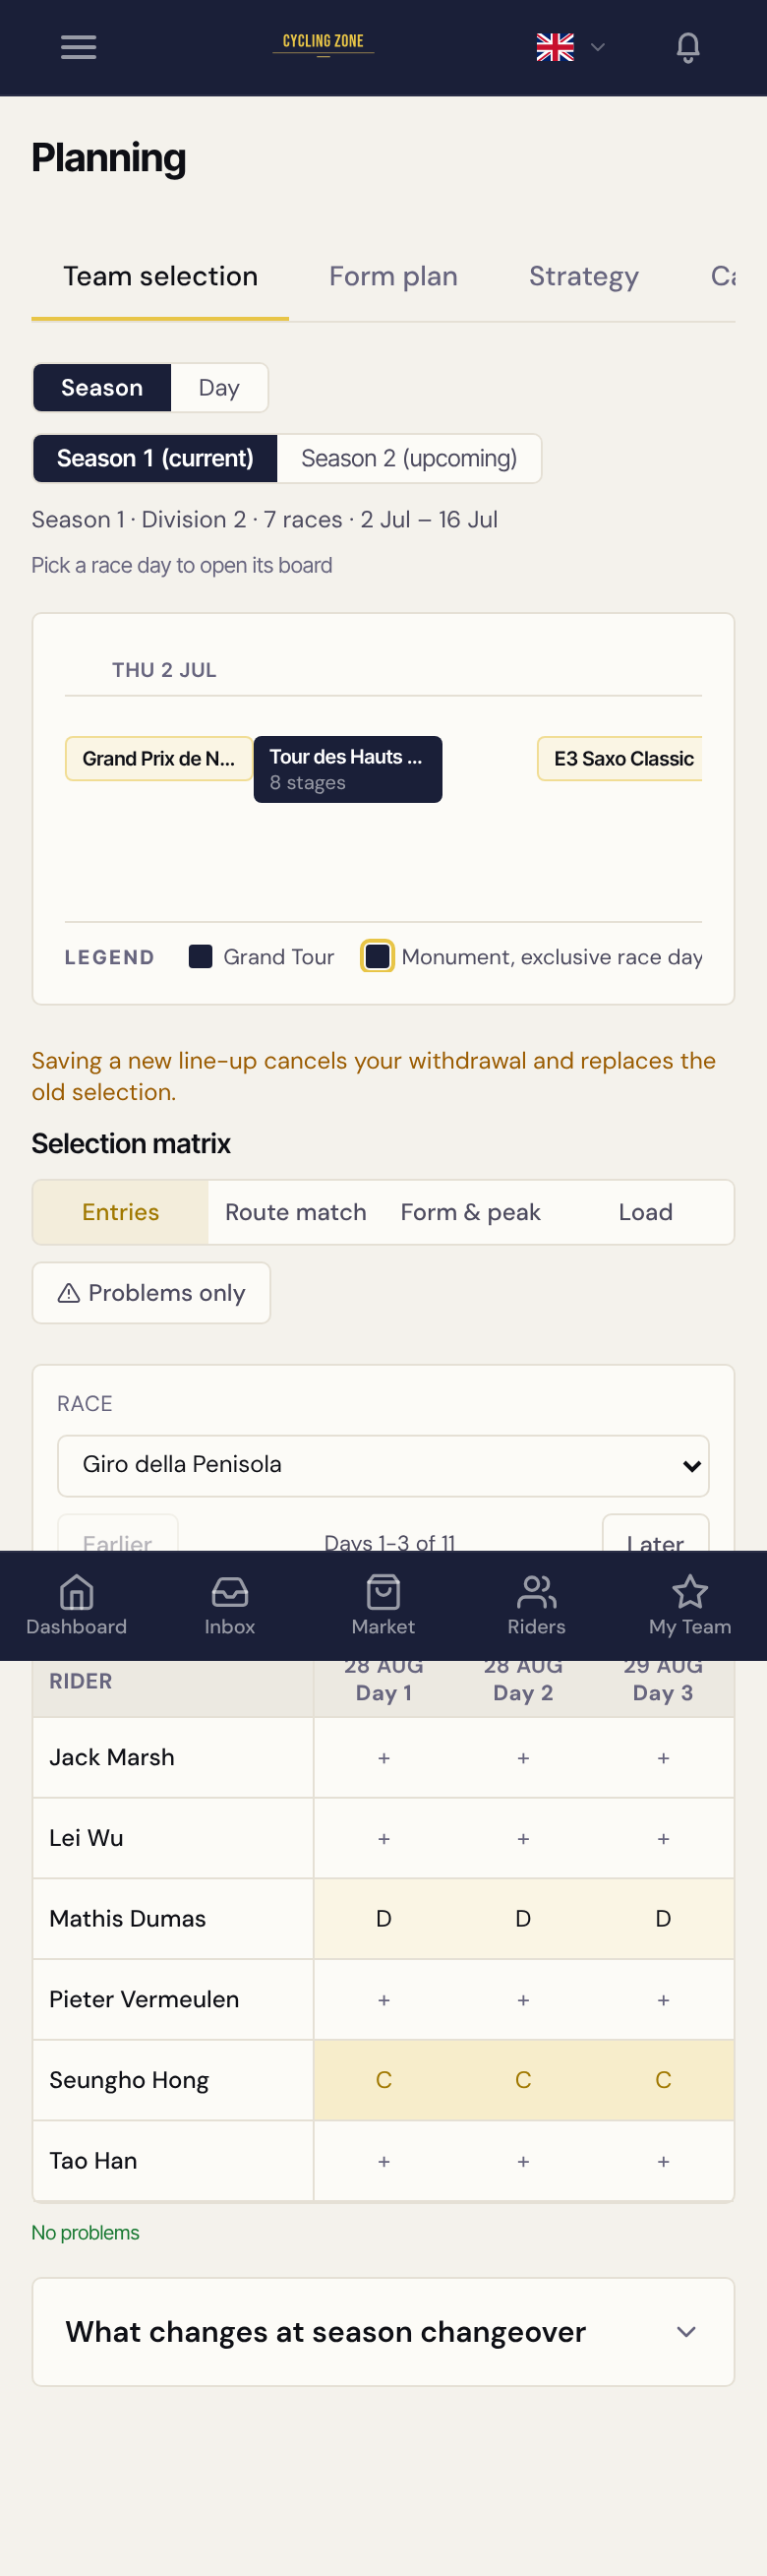 CYCLING ZONE
Planning
Team selection Form plan Strategy Ca
Season Day
Season 1 (current) Season 2 (upcoming)
Season 1 · Division 2 · 7 races · 2 Jul – 16 Jul
Pick a race day to open its board
THU 2 JUL
Grand Prix de N... Tour des Hauts ... E3 Saxo Classic
8 stages
LEGEND Grand Tour Monument, exclusive race day
Saving a new line-up cancels your withdrawal and replaces the
old selection.
Selection matrix
Entries Route match Form & peak Load
Problems only
RACE
Giro della Penisola
Earlier Days 1-3 of 11 Later
Dashboard Inbox Market Riders My Team
28 AUG 28 AUG 29 AUG
RIDER Day 1 Day 2 Day 3
Jack Marsh + + +
Lei Wu + + +
Mathis Dumas D D D
Pieter Vermeulen + + +
Seungho Hong C C C
Tao Han + + +
No problems
What changes at season changeover